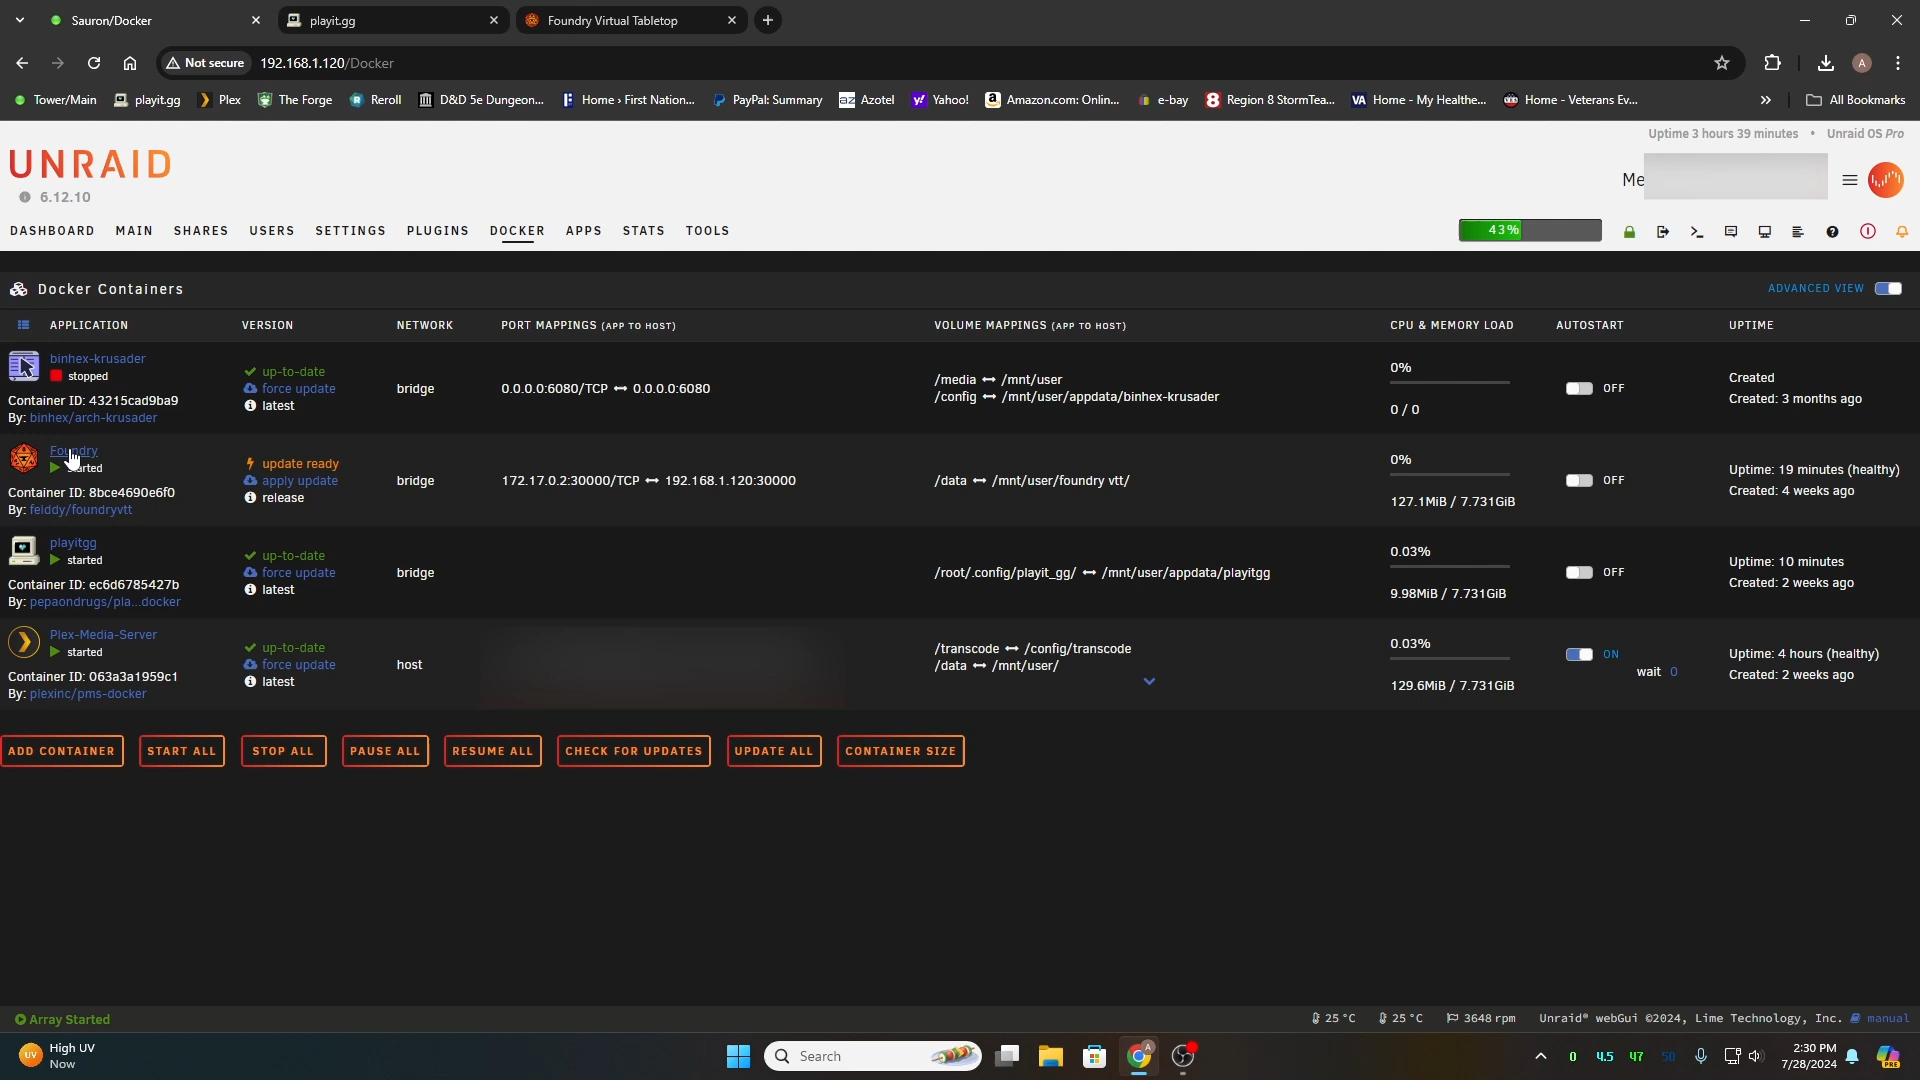 Sauron/Docker
playit.gg
Foundry Virtual Tabletop
Not secure 192.168.1.120/Docker
A
Tower/Main playit.gg Plex The Forge Reroll D&D 5e Dungeon... Home › First Nation... PayPal: Summary Azotel Yahoo! Amazon.com: Onlin... e-bay Region 8 StormTea... Home - My Healthe... Home - Veterans Ev... » All Bookmarks
Uptime 3 hours 39 minutes • Unraid OS Pro
UNRAID
Me
6.12.10
DASHBOARD MAIN SHARES USERS SETTINGS PLUGINS DOCKER APPS STATS TOOLS
43%
Docker Containers
ADVANCED VIEW
APPLICATION VERSION NETWORK PORT MAPPINGS (APP TO HOST) VOLUME MAPPINGS (APP TO HOST) CPU & MEMORY LOAD AUTOSTART UPTIME
binhex-krusader
stopped
Container ID: 43215cad9ba9
By: binhex/arch-krusader
up-to-date
force update
latest
bridge
0.0.0.0:6080/TCP ↔ 0.0.0.0:6080
/media ↔ /mnt/user
/config ↔ /mnt/user/appdata/binhex-krusader
0%
0 / 0
OFF
Created
Created: 3 months ago
Foundry
started
Container ID: 8bce4690e6f0
By: felddy/foundryvtt
update ready
apply update
release
bridge
172.17.0.2:30000/TCP ↔ 192.168.1.120:30000
/data ↔ /mnt/user/foundry vtt/
0%
127.1MiB / 7.731GiB
OFF
Uptime: 19 minutes (healthy)
Created: 4 weeks ago
playitgg
started
Container ID: ec6d6785427b
By: pepaondrugs/pla...docker
up-to-date
force update
latest
bridge
/root/.config/playit_gg/ ↔ /mnt/user/appdata/playitgg
0.03%
9.98MiB / 7.731GiB
OFF
Uptime: 10 minutes
Created: 2 weeks ago
Plex-Media-Server
started
Container ID: 063a3a1959c1
By: plexinc/pms-docker
up-to-date
force update
latest
host
/transcode ↔ /config/transcode
/data ↔ /mnt/user/
0.03%
129.6MiB / 7.731GiB
ON
wait 0
Uptime: 4 hours (healthy)
Created: 2 weeks ago
ADD CONTAINER START ALL STOP ALL PAUSE ALL RESUME ALL CHECK FOR UPDATES UPDATE ALL CONTAINER SIZE
Array Started
25 °C 25 °C 3648 rpm Unraid® webGui ©2024, Lime Technology, Inc. manual
High UV
Now
Search
0 4.5 47 50
2:30 PM
7/28/2024